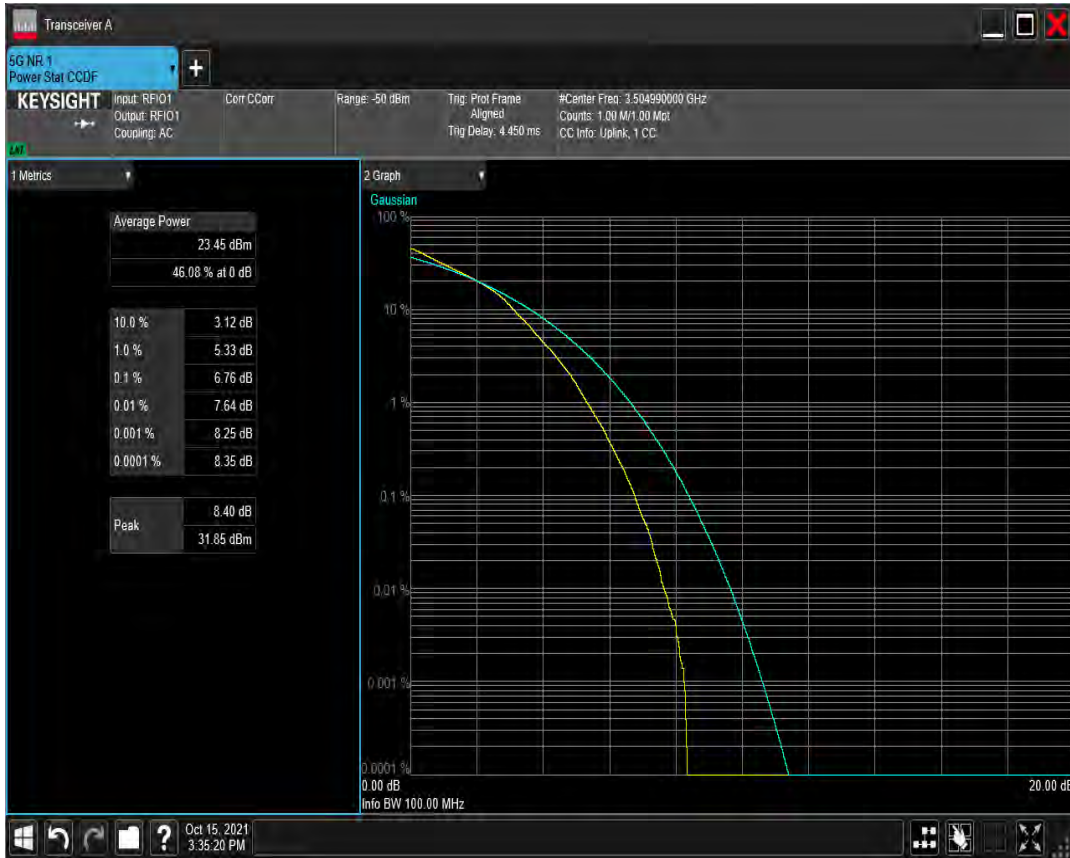 Transceiver A
5G NR 1
Power Stat CCDF
+
KEYSIGHT
Input: RFIO1
Output: RFIO1
Coupling: AC
Corr CCorr
Range: -50 dBm
Trig: Prot Frame
Aligned
Trig Delay: 4.450 ms
#Center Freq: 3.504990000 GHz
Counts: 1.00 M/1.00 Mpt
CC Info: Uplink, 1 CC
1 Metrics
Average Power
23.45 dBm
46.08 % at 0 dB
10.0 % 3.12 dB
1.0 % 5.33 dB
0.1 % 6.76 dB
0.01 % 7.64 dB
0.001 % 8.25 dB
0.0001 % 8.35 dB
Peak 8.40 dB
31.85 dBm
2 Graph
Gaussian
100 %
10 %
1 %
0.1 %
0.01 %
0.001 %
0.0001 %
0.00 dB 20.00 dB
Info BW 100.00 MHz
?
Oct 15, 2021
3:35:20 PM